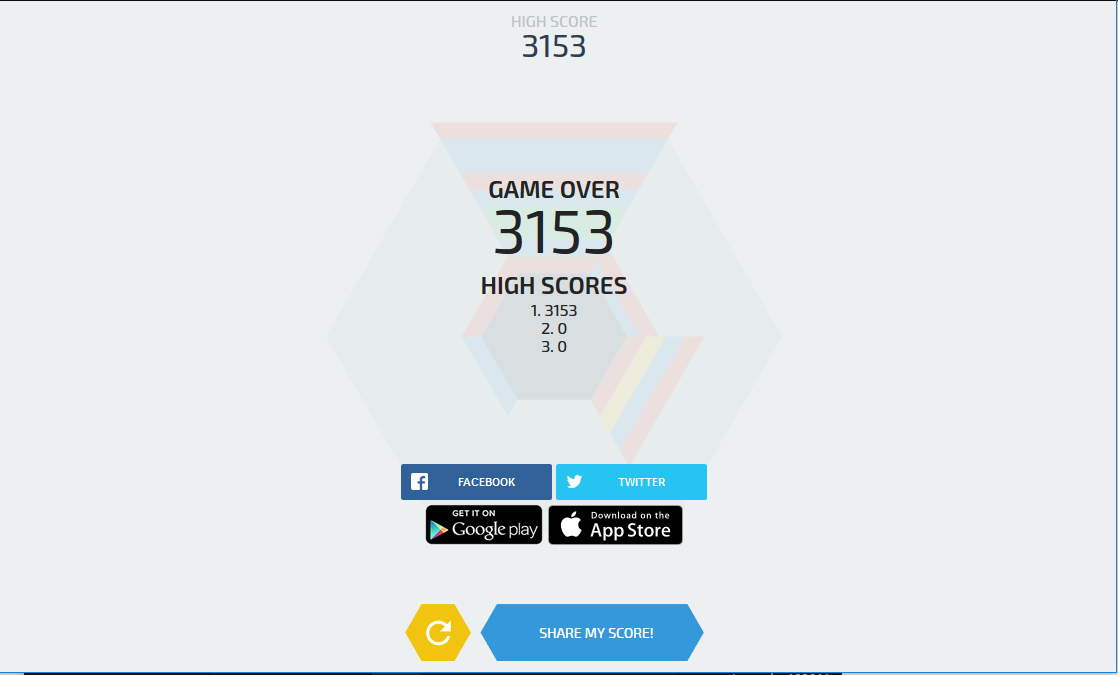 HIGH SCORE
3153
GAME OVER
3153
HIGH SCORES
1. 3153
2. 0
3. 0
FACEBOOK
TWITTER
GET IT ON
Google play
Download on the
App Store
SHARE MY SCORE!